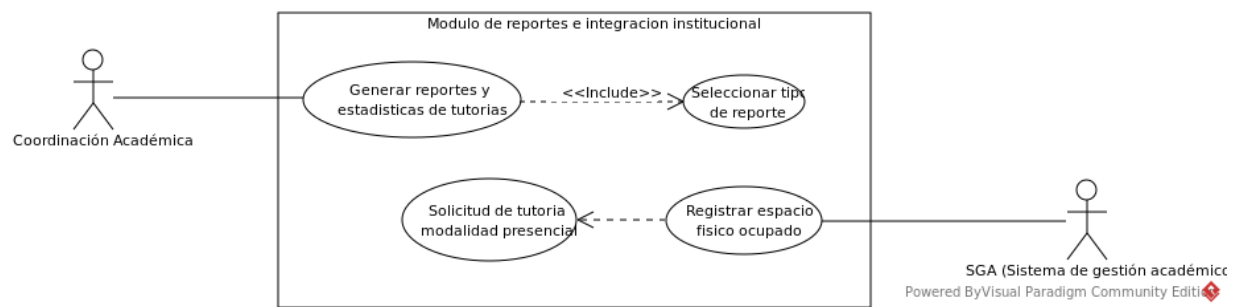 Modulo de reportes e integracion institucional
Generar reportes y
estadisticas de tutorias
<<Include>>
Seleccionar tipo
de reporte
Coordinación Académica
Solicitud de tutoria
modalidad presencial
Registrar espacio
fisico ocupado
SGA (Sistema de gestión académico
Powered ByVisual Paradigm Community Edition